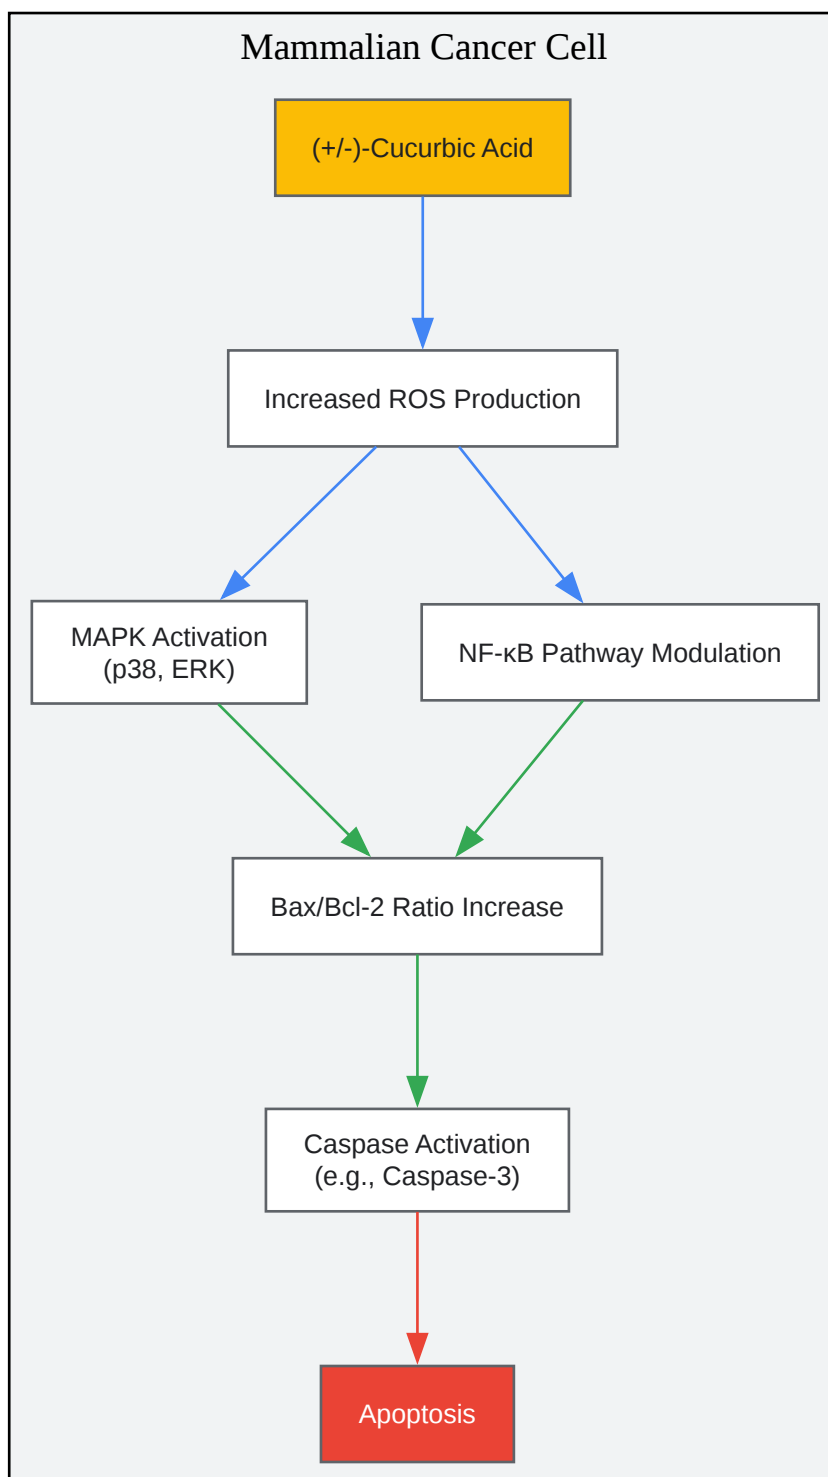 Mammalian Cancer Cell
(+/-)-Cucurbic Acid
Increased ROS Production
MAPK Activation
(p38, ERK)
NF-κB Pathway Modulation
Bax/Bcl-2 Ratio Increase
Caspase Activation
(e.g., Caspase-3)
Apoptosis